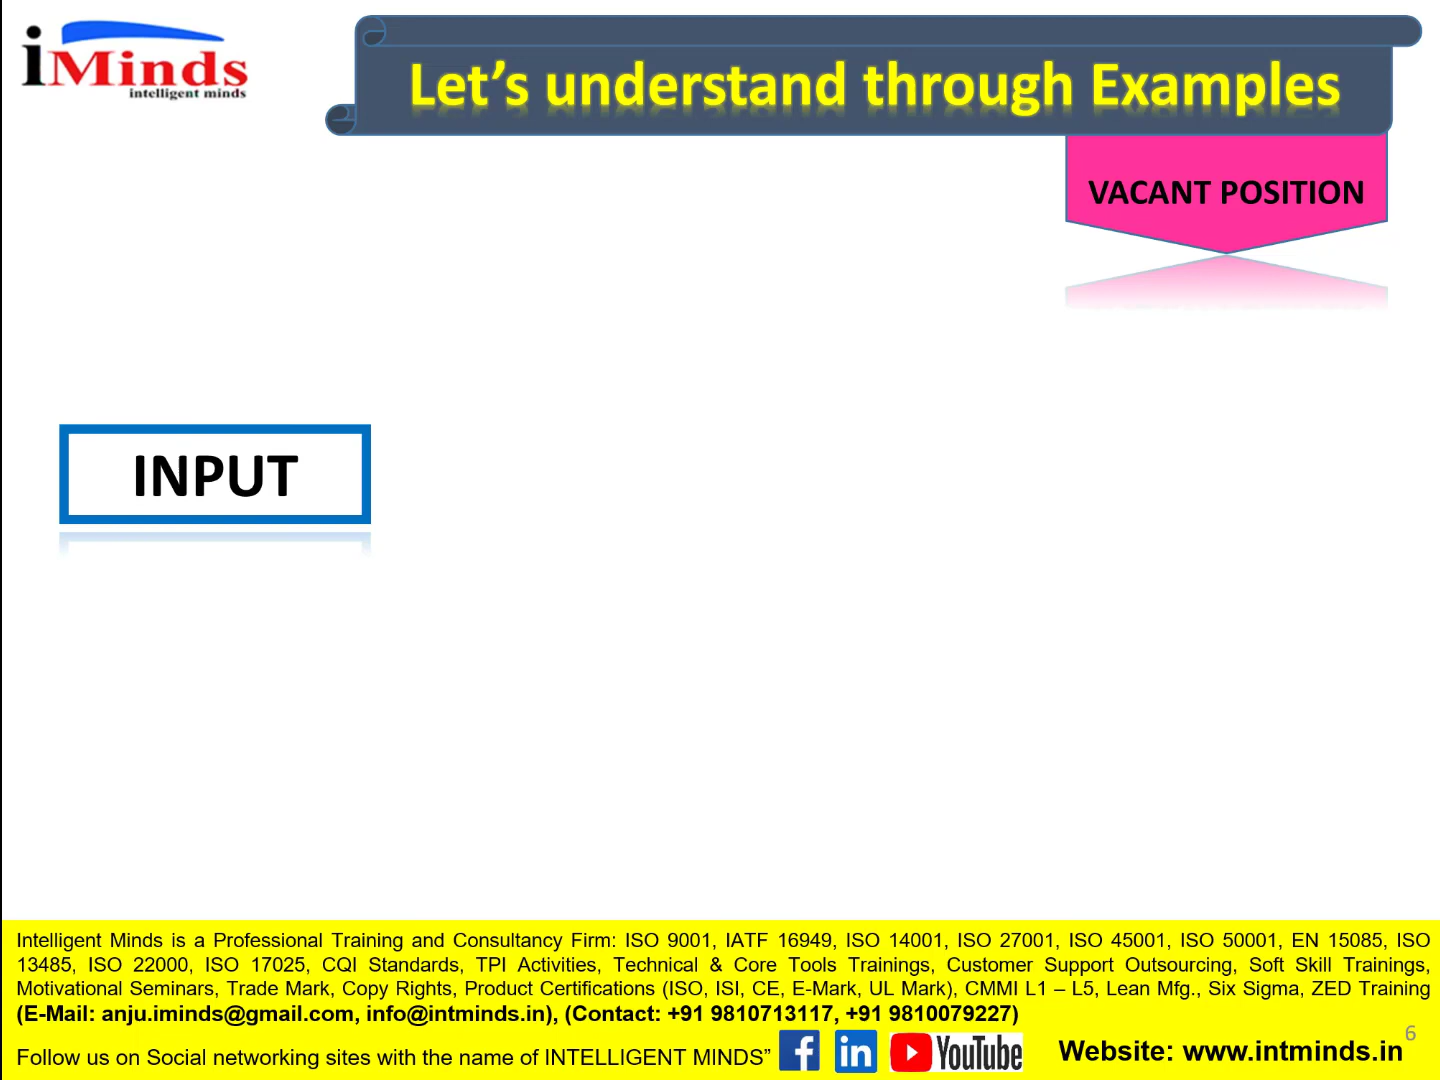 iMinds
intelligent minds
Let’s understand through Examples
VACANT POSITION
INPUT
Intelligent Minds is a Professional Training and Consultancy Firm: ISO 9001, IATF 16949, ISO 14001, ISO 27001, ISO 45001, ISO 50001, EN 15085, ISO
13485, ISO 22000, ISO 17025, CQI Standards, TPI Activities, Technical & Core Tools Trainings, Customer Support Outsourcing, Soft Skill Trainings,
Motivational Seminars, Trade Mark, Copy Rights, Product Certifications (ISO, ISI, CE, E-Mark, UL Mark), CMMI L1 – L5, Lean Mfg., Six Sigma, ZED Training
(E-Mail: anju.iminds@gmail.com, info@intminds.in), (Contact: +91 9810713117, +91 9810079227)
6
Follow us on Social networking sites with the name of INTELLIGENT MINDS” f in YouTube Website: www.intminds.in